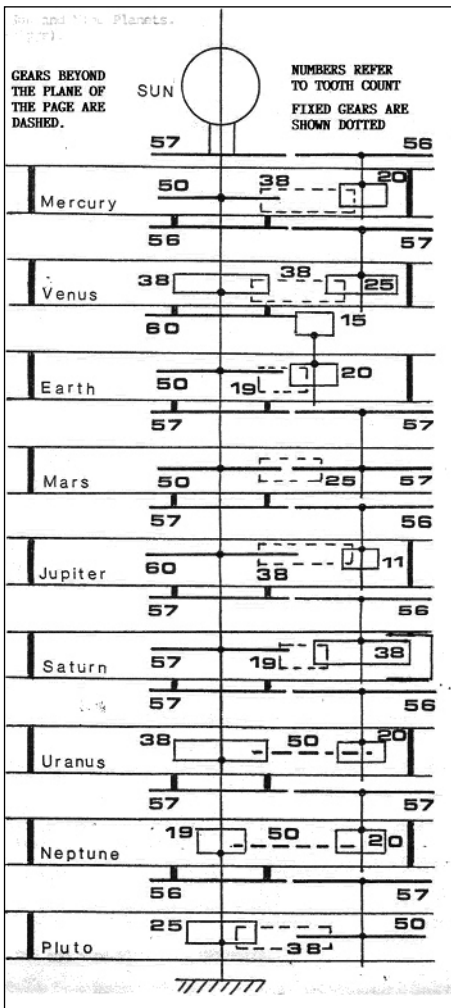 GEARS BEYOND
THE PLANE OF
THE PAGE ARE
DASHED.
SUN
NUMBERS REFER
TO TOOTH COUNT
FIXED GEARS ARE
SHOWN DOTTED
57 56
50 38 20
Mercury
56 57
38 38 25
Venus
60 15
50 19 20
Earth
57 57
Mars
50 25 57
57 56
60 38 11
Jupiter
57 56
57 19 38
Saturn
57 56
38 50 20
Uranus
57 57
19 50 20
Neptune
56 57
25 38 50
Pluto